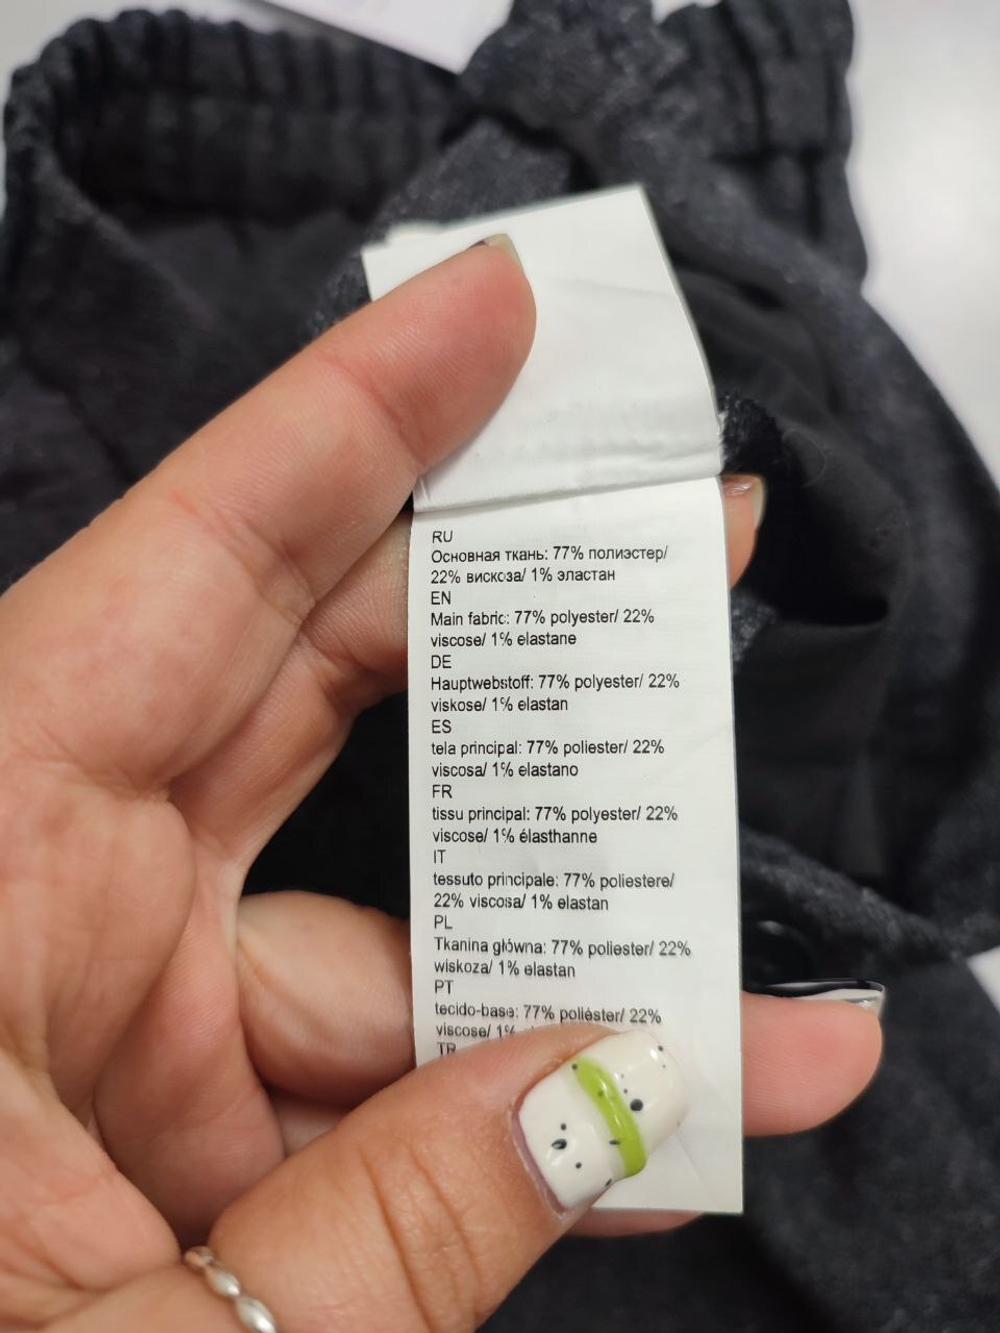 RU
Основная ткань: 77% полиэстер/
22% вискоза/ 1% эластан
EN
Main fabric: 77% polyester/ 22%
viscose/ 1% elastane
DE
Hauptwebstoff: 77% polyester/ 22%
viskose/ 1% elastan
ES
tela principal: 77% poliester/ 22%
viscosa/ 1% elastano
FR
tissu principal: 77% polyester/ 22%
viscose/ 1% élasthanne
IT
tessuto principale: 77% poliestere/
22% viscosa/ 1% elastan
PL
Tkanina główna: 77% poliester/ 22%
wiskoza/ 1% elastan
PT
tecido-base: 77% poliéster/ 22%
viscose/ 1%
TR